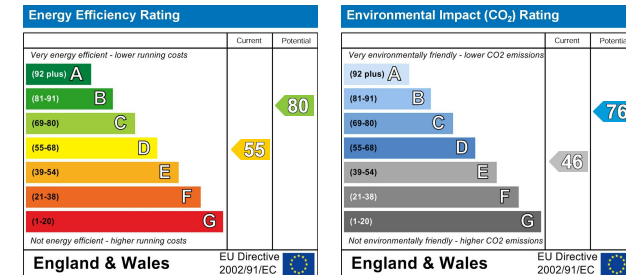 Energy Efficiency Rating
Current Potential
Very energy efficient - lower running costs
(92 plus) A
(81-91) B
80
(69-80) C
(55-68) D
55
(39-54) E
(21-38) F
(1-20) G
Not energy efficient - higher running costs
England & Wales
EU Directive
2002/91/EC
Environmental Impact (CO₂) Rating
Current Potential
Very environmentally friendly - lower CO2 emissions
(92 plus) A
(81-91) B
76
(69-80) C
(55-68) D
46
(39-54) E
(21-38) F
(1-20) G
Not environmentally friendly - higher CO2 emissions
England & Wales
EU Directive
2002/91/EC